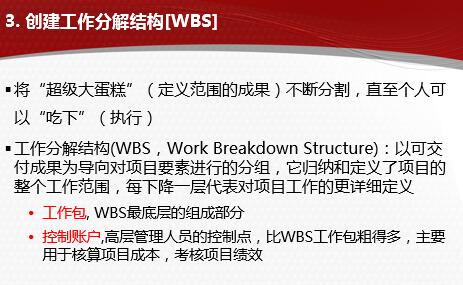 3. 创建工作分解结构[WBS]
▪将“超级大蛋糕”（定义范围的成果）不断分割，直至个人可
以“吃下”（执行）
▪工作分解结构(WBS，Work Breakdown Structure)：以可交
付成果为导向对项目要素进行的分组，它归纳和定义了项目的
整个工作范围，每下降一层代表对项目工作的更详细定义
• 工作包, WBS最底层的组成部分
• 控制账户,高层管理人员的控制点，比WBS工作包粗得多，主要
用于核算项目成本，考核项目绩效